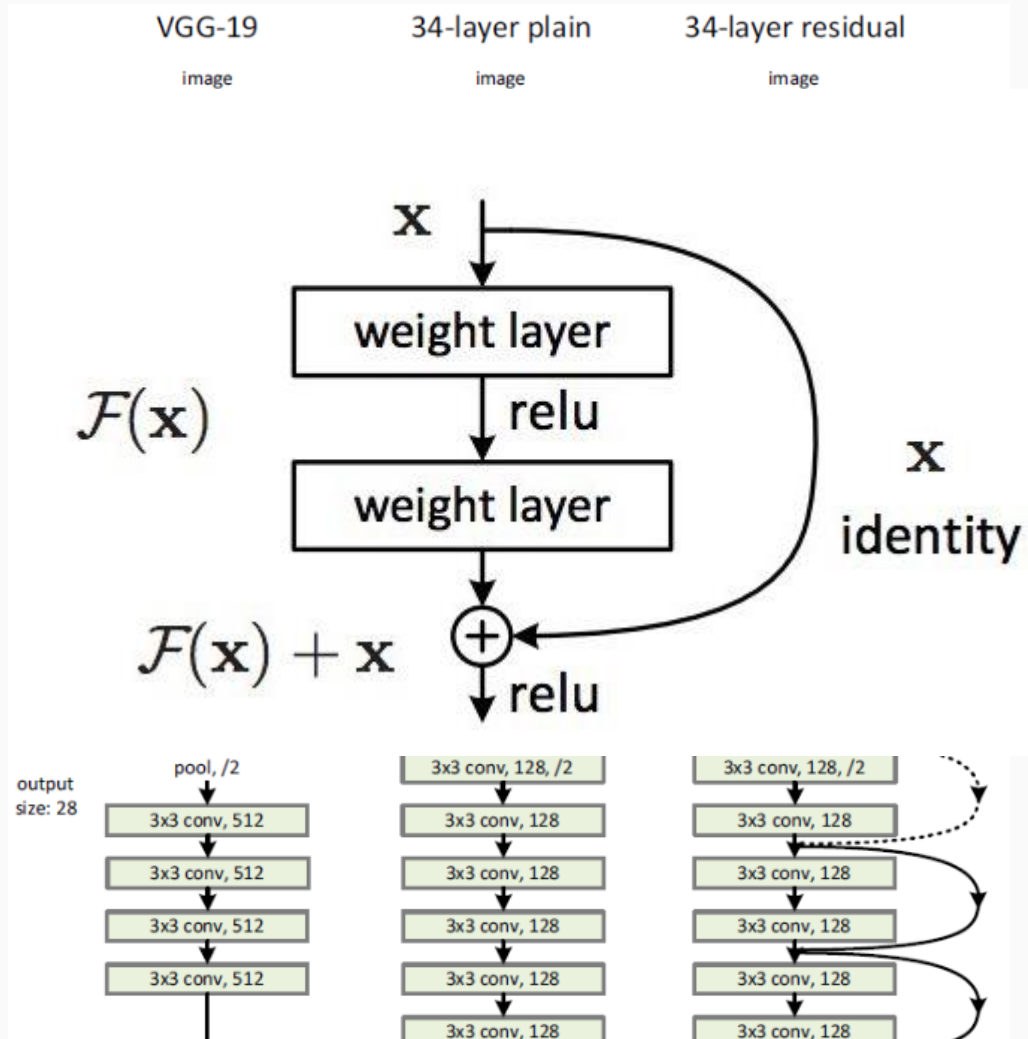 VGG-19 34-layer plain 34-layer residual
image image image
x
weight layer
relu
F(x)
x
identity
weight layer
F(x) + x
relu
output
size: 28
pool, /2
3x3 conv, 512
3x3 conv, 512
3x3 conv, 512
3x3 conv, 512
3x3 conv, 128, /2
3x3 conv, 128
3x3 conv, 128
3x3 conv, 128
3x3 conv, 128
3x3 conv, 128
3x3 conv, 128, /2
3x3 conv, 128
3x3 conv, 128
3x3 conv, 128
3x3 conv, 128
3x3 conv, 128